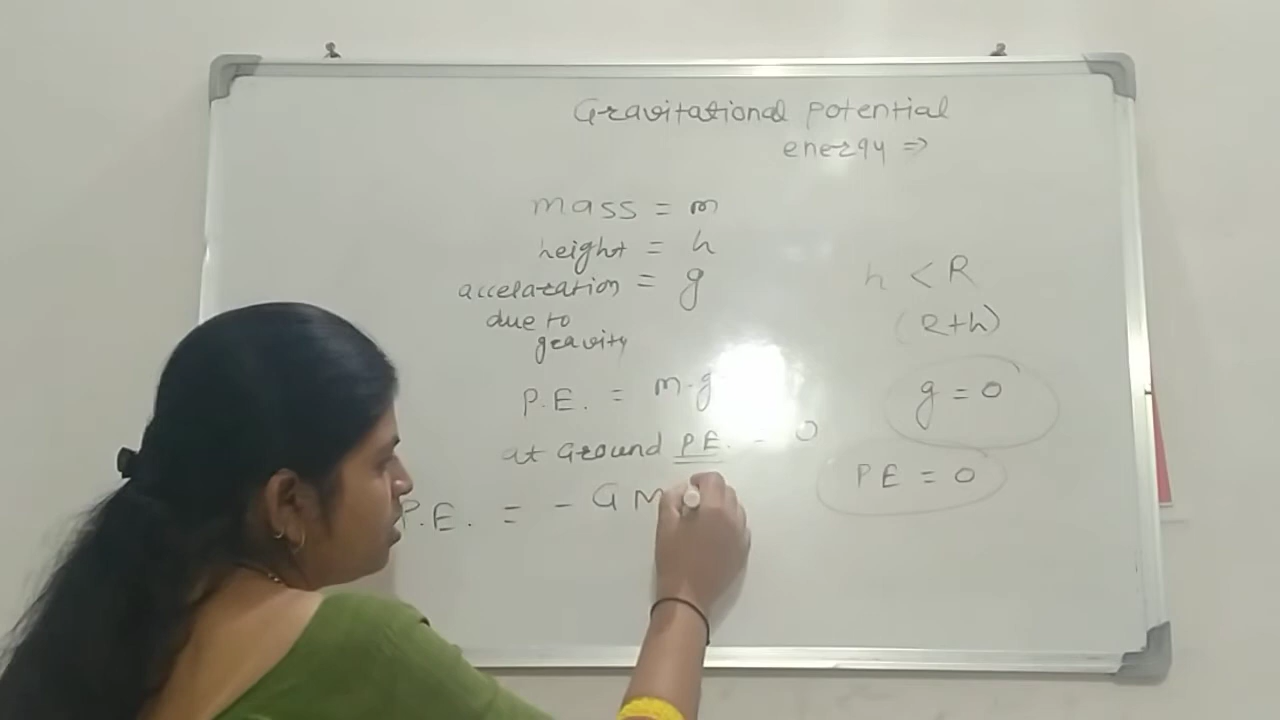 Gravitational potential
energy =>
mass = m
height = h
accelaration = g
due to
gravity
h < R
(R+h)
P.E. = m.g
g = 0
at Ground P.E. = 0
PE = 0
P.E. = - G M